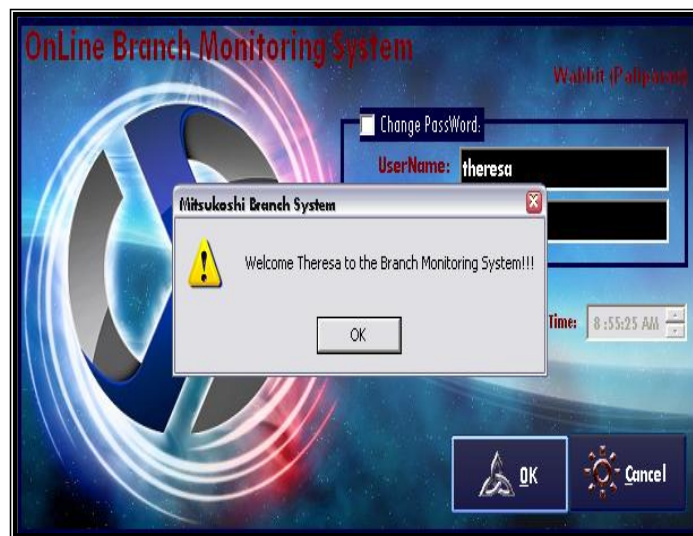 OnLine Branch Monitoring System
Change PassWord:
UserName: theresa
Mitsukoshi Branch System
Welcome Theresa to the Branch Monitoring System!!!
OK
Time: 8 :55:25 AM
OK
Cancel